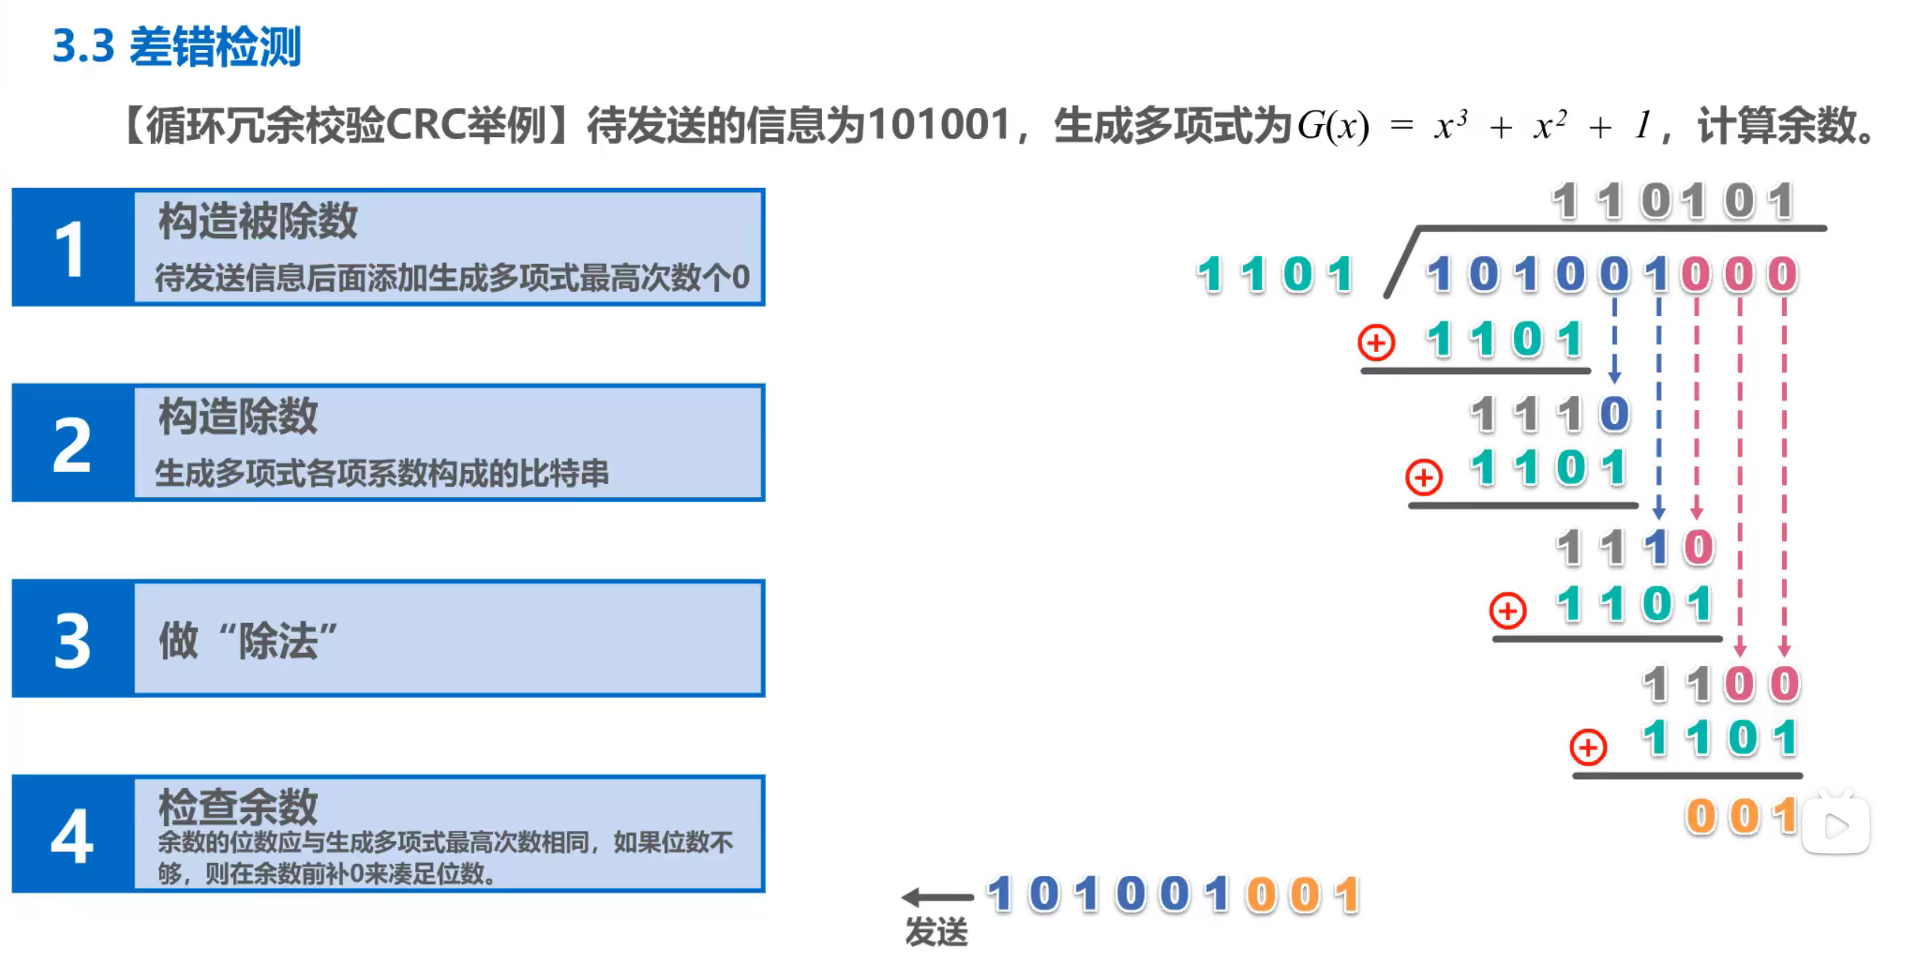 3.3 差错检测
【循环冗余校验CRC举例】待发送的信息为101001，生成多项式为G(x) = x³ + x² + 1，计算余数。
1
构造被除数
待发送信息后面添加生成多项式最高次数个0
2
构造除数
生成多项式各项系数构成的比特串
3
做“除法”
4
检查余数
余数的位数应与生成多项式最高次数相同，如果位数不
够，则在余数前补0来凑足位数。
110101
1101 101001000
⊕ 1101
1110
⊕ 1101
1110
⊕ 1101
1100
⊕ 1101
001
101001001
发送